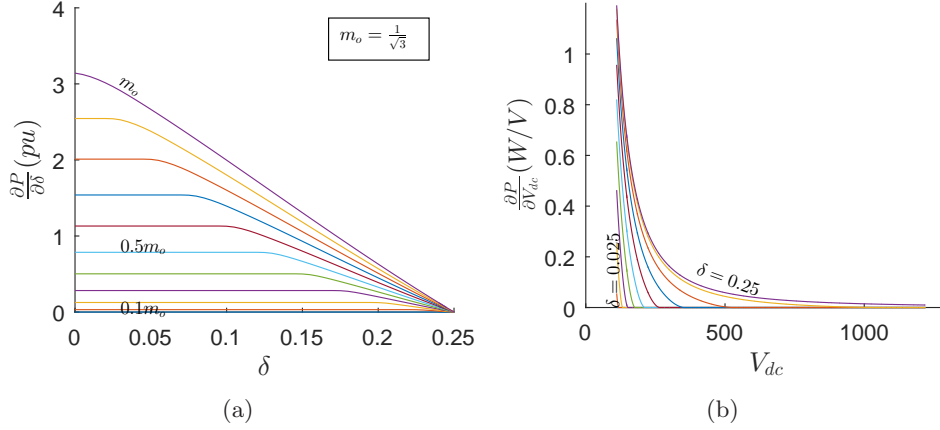 4
3
2
1
0
0 0.05 0.1 0.15 0.2 0.25
∂P/∂δ (pu)
δ
m_o = 1/√3
m_o
0.5m_o
0.1m_o
(a)
1
0.8
0.6
0.4
0.2
0
0 500 1000
∂P/∂V_dc (W/V)
V_dc
δ = 0.025
δ = 0.25
(b)